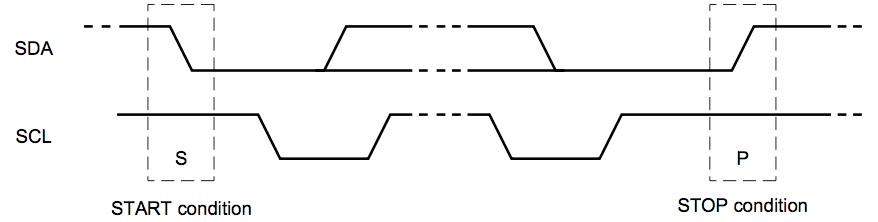 SDA
SCL
S
P
START condition
STOP condition